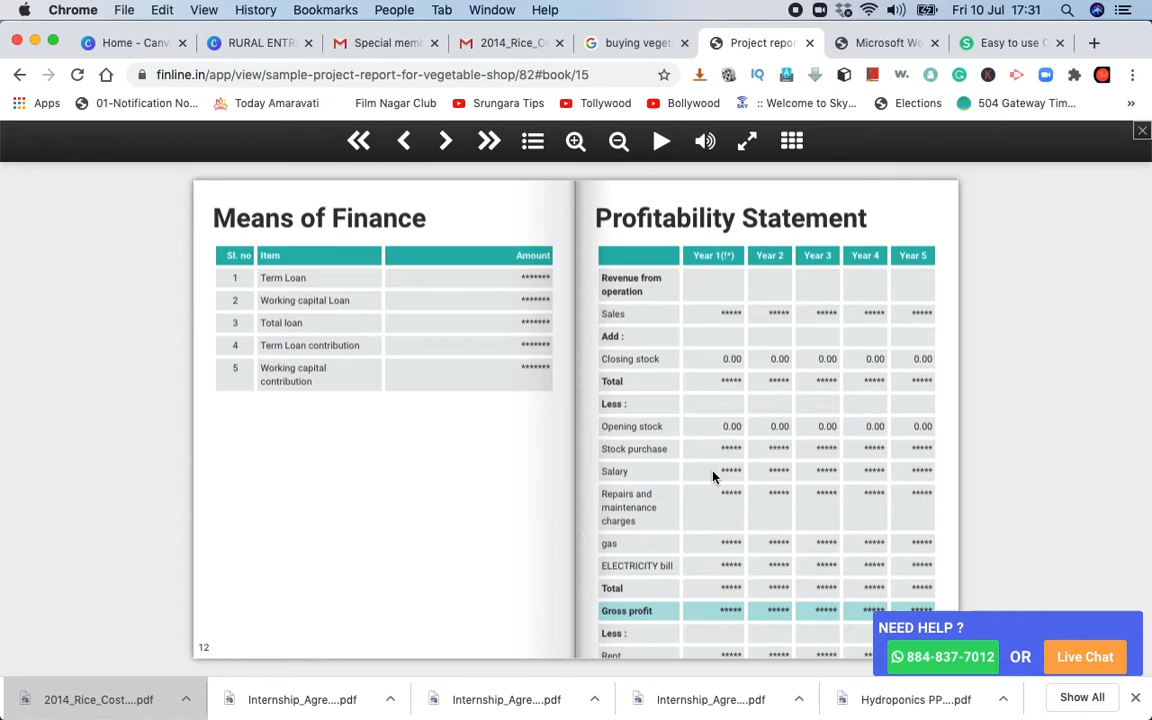 Chrome File Edit View History Bookmarks People Tab Window Help Fri 10 Jul 17:31
Home - Canv RURAL ENTR Special mem 2014_Rice_C buying veget Project repor Microsoft Wo Easy to use C
finline.in/app/view/sample-project-report-for-vegetable-shop/82#book/15
Apps 01-Notification No... Today Amaravati Film Nagar Club Srungara Tips Tollywood Bollywood :: Welcome to Sky... Elections 504 Gateway Tim...
Means of Finance
Sl. no Item Amount
1 Term Loan *******
2 Working capital Loan *******
3 Total loan *******
4 Term Loan contribution *******
5 Working capital *******
contribution
12
Profitability Statement
Year 1(!*) Year 2 Year 3 Year 4 Year 5
Revenue from
operation
Sales ***** ***** ***** ***** *****
Add :
Closing stock 0.00 0.00 0.00 0.00 0.00
Total ***** ***** ***** ***** *****
Less :
Opening stock 0.00 0.00 0.00 0.00 0.00
Stock purchase ***** ***** ***** ***** *****
Salary ***** ***** ***** ***** *****
Repairs and ***** ***** ***** ***** *****
maintenance
charges
gas ***** ***** ***** ***** *****
ELECTRICITY bill ***** ***** ***** ***** *****
Total ***** ***** ***** ***** *****
Gross profit ***** ***** ***** ***** *****
Less :
Rent ***** ***** *****
NEED HELP ?
884-837-7012 OR Live Chat
2014_Rice_Cost....pdf Internship_Agre....pdf Internship_Agre....pdf Internship_Agre....pdf Hydroponics PP....pdf Show All